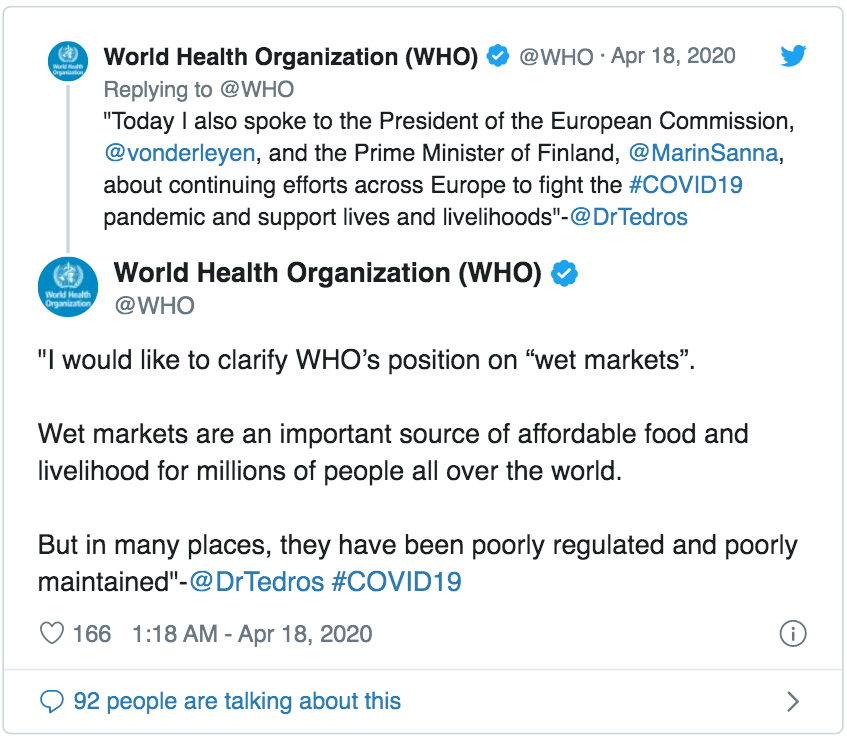 World Health Organization (WHO) @WHO · Apr 18, 2020
Replying to @WHO
"Today I also spoke to the President of the European Commission,
@vonderleyen, and the Prime Minister of Finland, @MarinSanna,
about continuing efforts across Europe to fight the #COVID19
pandemic and support lives and livelihoods"-@DrTedros
World Health Organization (WHO)
@WHO
World Health
Organization
"I would like to clarify WHO’s position on “wet markets”.
Wet markets are an important source of affordable food and
livelihood for millions of people all over the world.
But in many places, they have been poorly regulated and poorly
maintained"-@DrTedros #COVID19
166 1:18 AM - Apr 18, 2020
92 people are talking about this